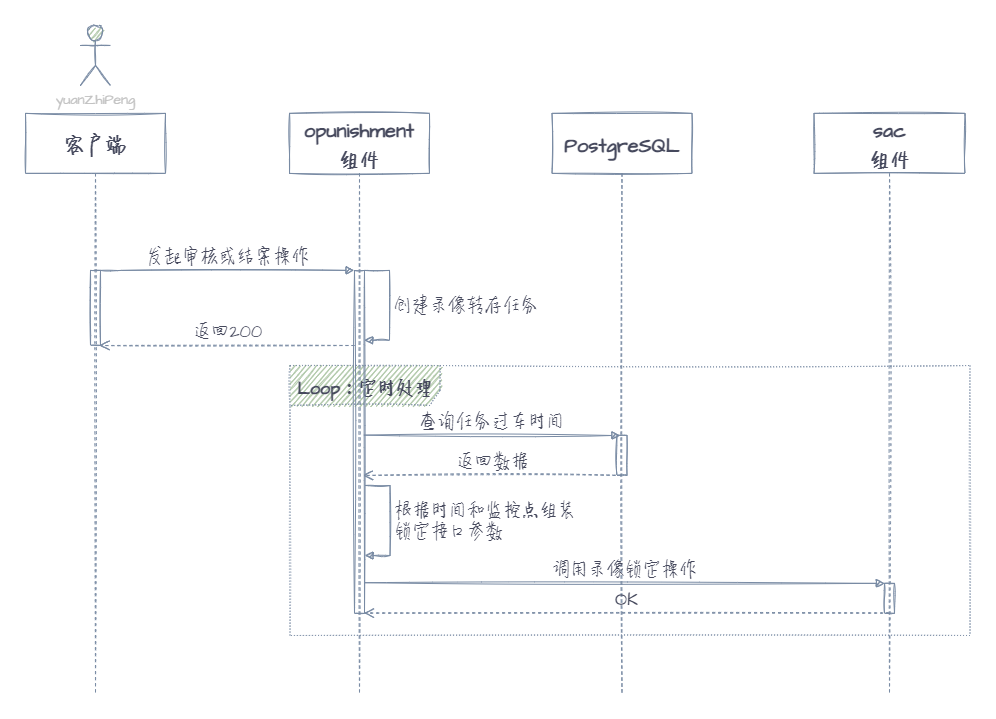 yuanZhiPeng
客户端
opunishment
组件
PostgreSQL
sac
组件
发起审核或结案操作
创建录像转存任务
返回200
Loop：定时处理
查询任务过车时间
返回数据
根据时间和监控点组装
锁定接口参数
调用录像锁定操作
OK